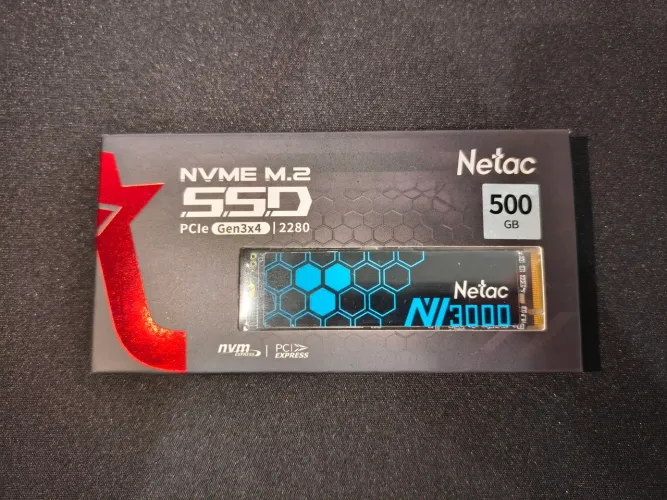 NVME M.2
SSD
PCIe Gen3x4 | 2280
Netac
500
GB
Netac
NV3000
nvm
EXPRESS
PCI
EXPRESS